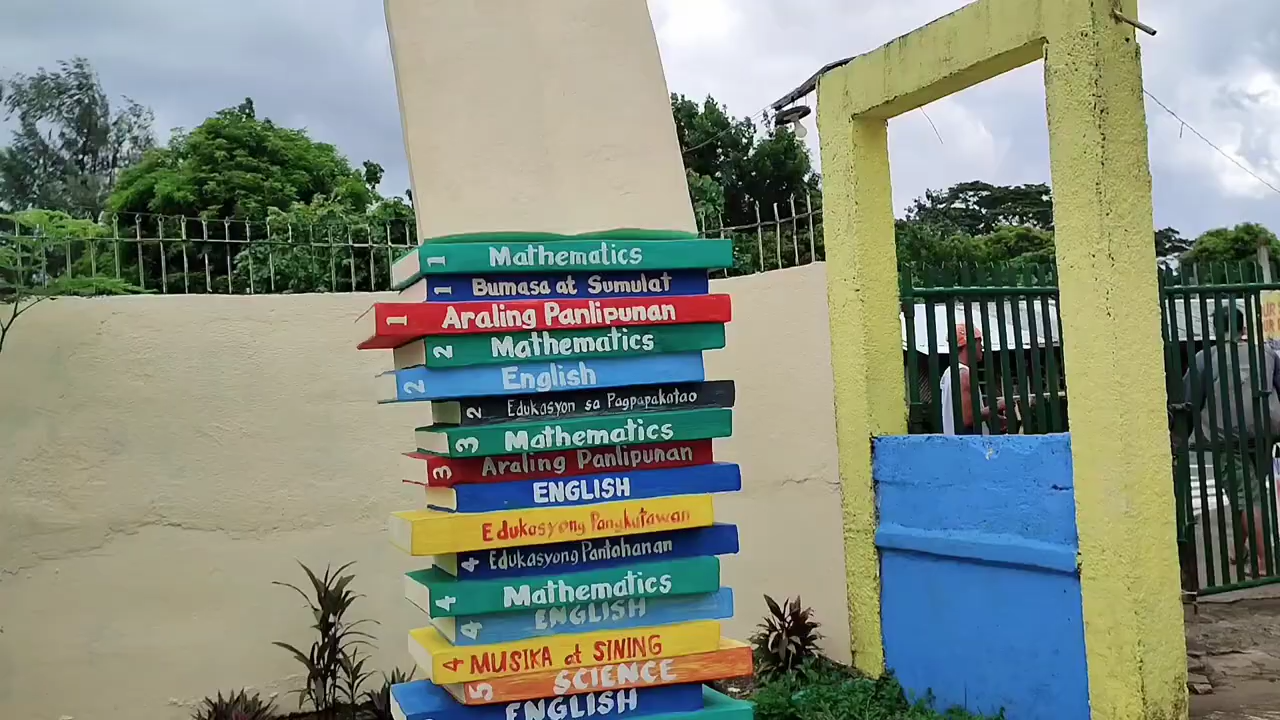 1 Mathematics
1 Bumasa at Sumulat
1 Araling Panlipunan
2 Mathematics
2 English
2 Edukasyon sa Pagpapakatao
3 Mathematics
3 Araling Panlipunan
ENGLISH
Edukasyong Pangkatawan
4 Edukasyong Pantahanan
4 Mathematics
4 ENGLISH
4 MUSIKA at SINING
5 SCIENCE
ENGLISH